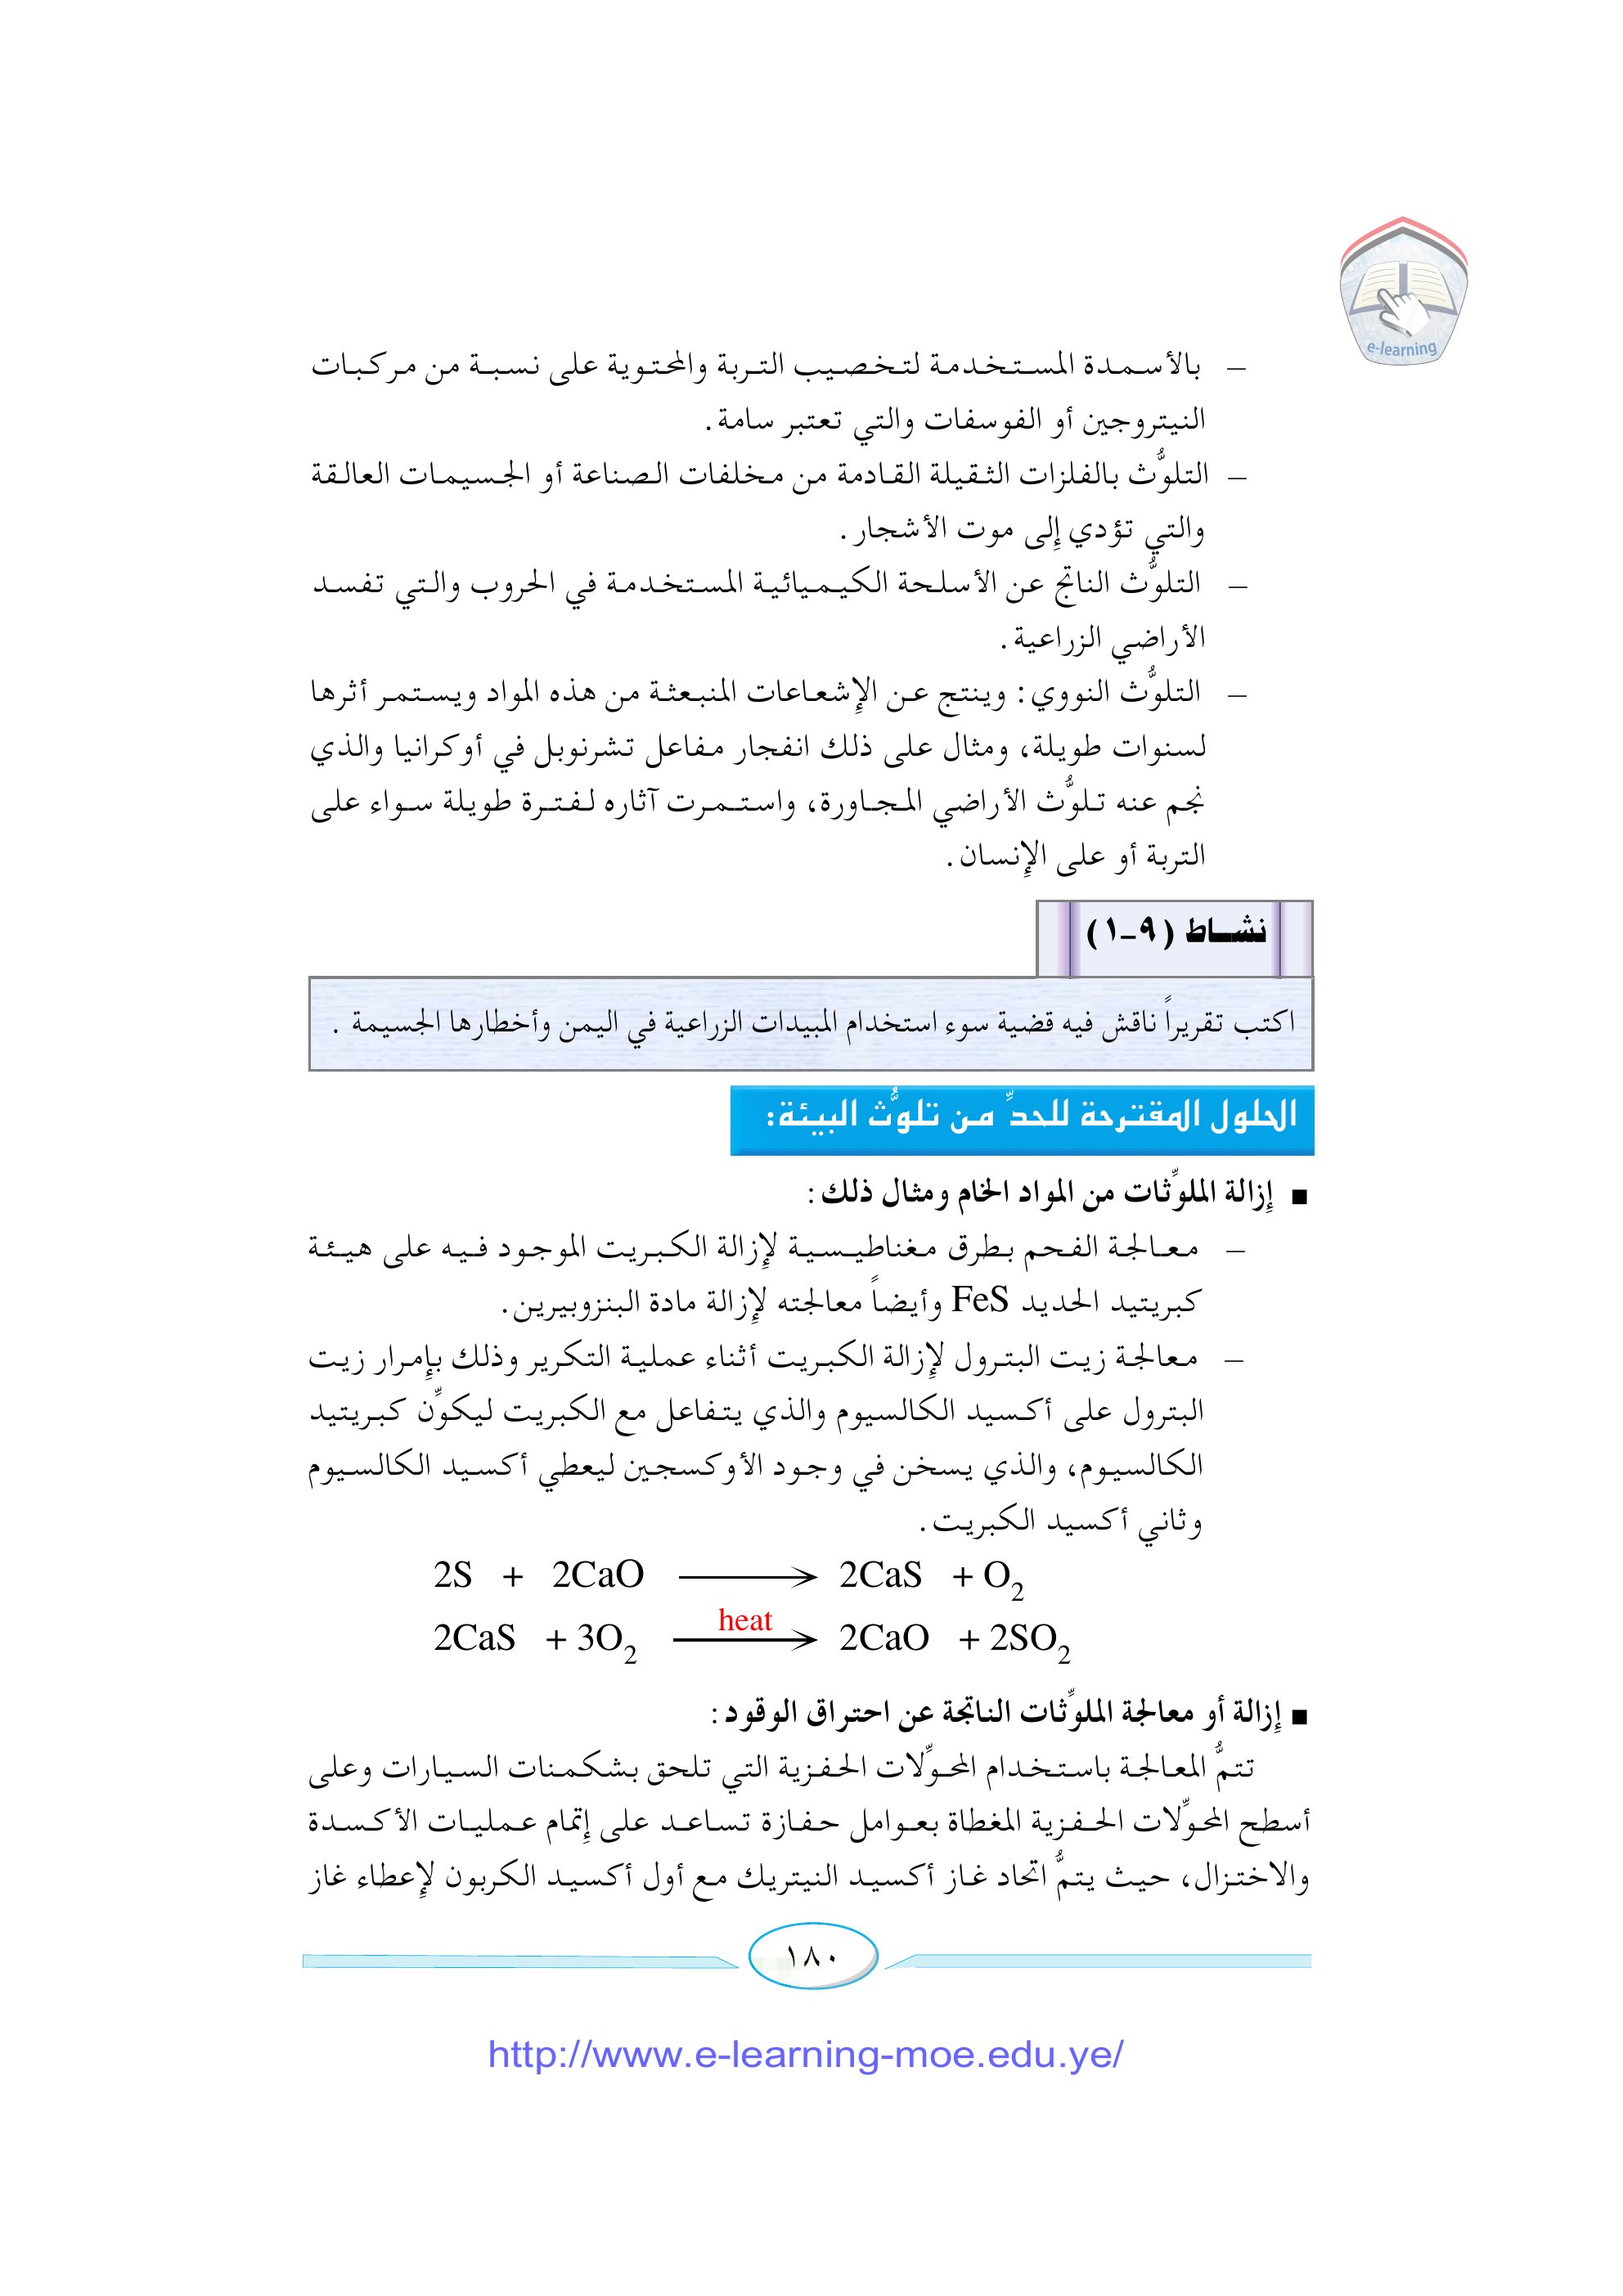 e-learning
– بالأسمدة المستخدمة لتخصيب التربة والمحتوية على نسبة من مركبات
النيتروجين أو الفوسفات والتي تعتبر سامة.
– التلوُّث بالفلزات الثقيلة القادمة من مخلفات الصناعة أو الجسيمات العالقة
والتي تؤدي إلى موت الأشجار.
– التلوُّث الناتج عن الأسلحة الكيميائية المستخدمة في الحروب والتي تفسد
الأراضي الزراعية.
– التلوُّث النووي: وينتج عن الإشعاعات المنبعثة من هذه المواد ويستمر أثرها
لسنوات طويلة، ومثال على ذلك انفجار مفاعل تشرنوبل في أوكرانيا والذي
نجم عنه تلوُّث الأراضي المجاورة، واستمرت آثاره لفترة طويلة سواء على
التربة أو على الإنسان.
نشاط (٩-١)
اكتب تقريراً ناقش فيه قضية سوء استخدام المبيدات الزراعية في اليمن وأخطارها الجسيمة .
الحلول المقترحة للحدِّ من تلوُّث البيئة:
■ إزالة الملوِّثات من المواد الخام ومثال ذلك:
– معالجة الفحم بطرق مغناطيسية لإزالة الكبريت الموجود فيه على هيئة
كبريتيد الحديد FeS وأيضاً معالجته لإزالة مادة البنزوبيرين.
– معالجة زيت البترول لإزالة الكبريت أثناء عملية التكرير وذلك بإمرار زيت
البترول على أكسيد الكالسيوم والذي يتفاعل مع الكبريت ليكوِّن كبريتيد
الكالسيوم، والذي يسخن في وجود الأوكسجين ليعطي أكسيد الكالسيوم
وثاني أكسيد الكبريت.
2S + 2CaO ⟶ 2CaS + O₂
2CaS + 3O₂ heat⟶ 2CaO + 2SO₂
■ إزالة أو معالجة الملوِّثات الناتجة عن احتراق الوقود:
تتمُّ المعالجة باستخدام المحوِّلات الحفزية التي تلحق بشكمنات السيارات وعلى
أسطح المحوِّلات الحفزية المغطاة بعوامل حفازة تساعد على إتمام عمليات الأكسدة
والاختزال، حيث يتمُّ اتحاد غاز أكسيد النيتريك مع أول أكسيد الكربون لإعطاء غاز
١٨٠
http://www.e-learning-moe.edu.ye/